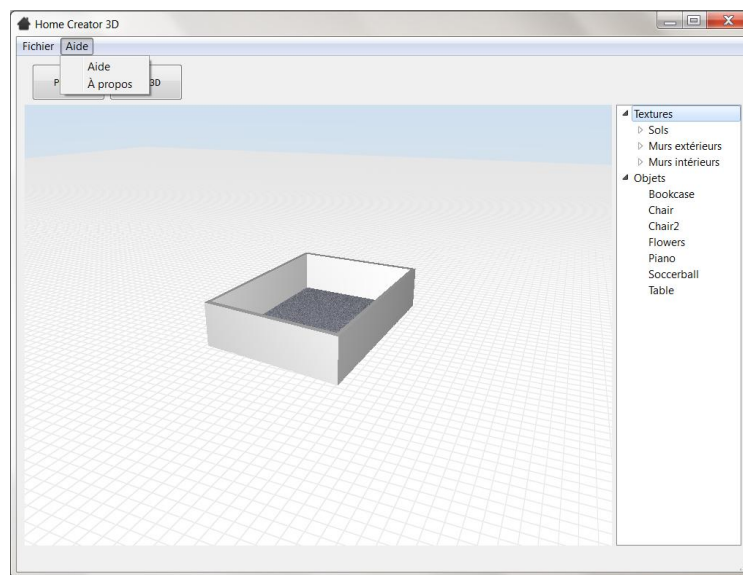 Home Creator 3D
Fichier Aide
Aide
À propos
P 3D
Textures
Sols
Murs extérieurs
Murs intérieurs
Objets
Bookcase
Chair
Chair2
Flowers
Piano
Soccerball
Table